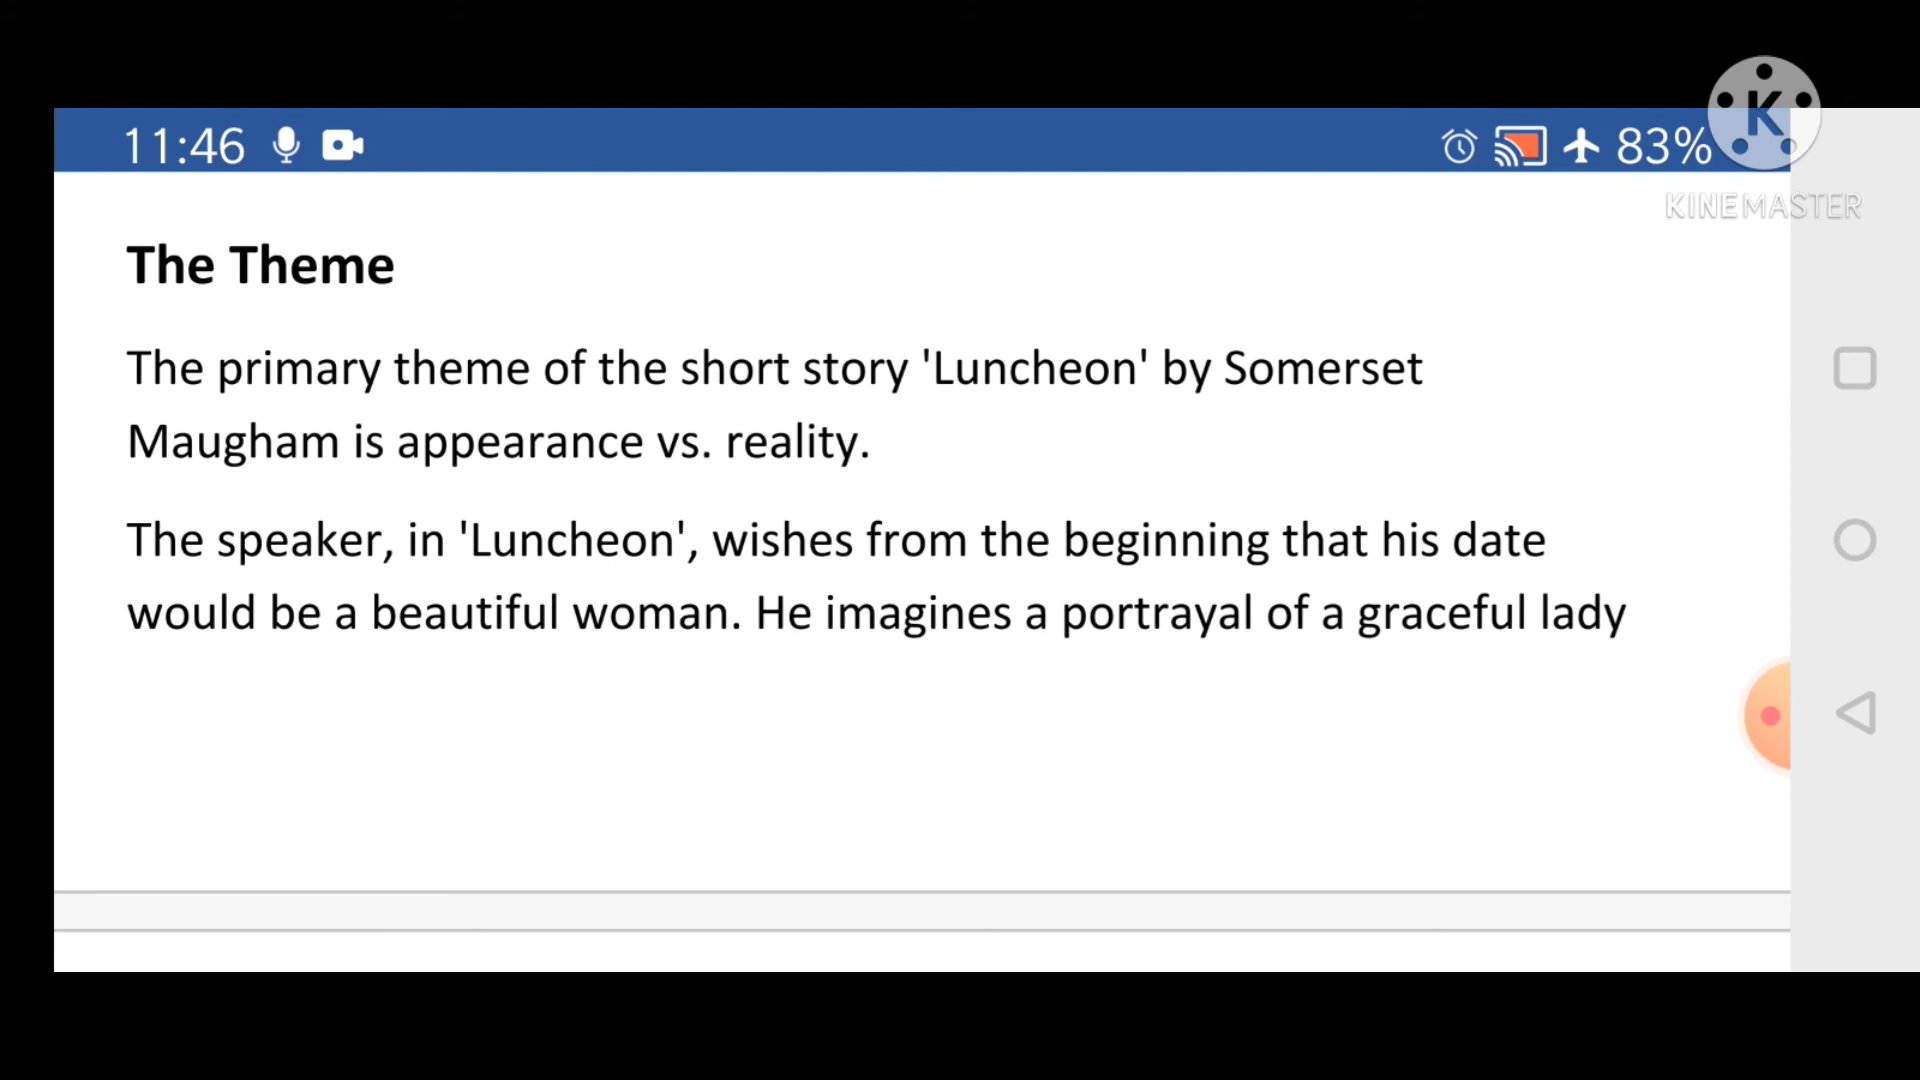 11:46 83%
K
KINEMASTER
The Theme
The primary theme of the short story 'Luncheon' by Somerset
Maugham is appearance vs. reality.
The speaker, in 'Luncheon', wishes from the beginning that his date
would be a beautiful woman. He imagines a portrayal of a graceful lady